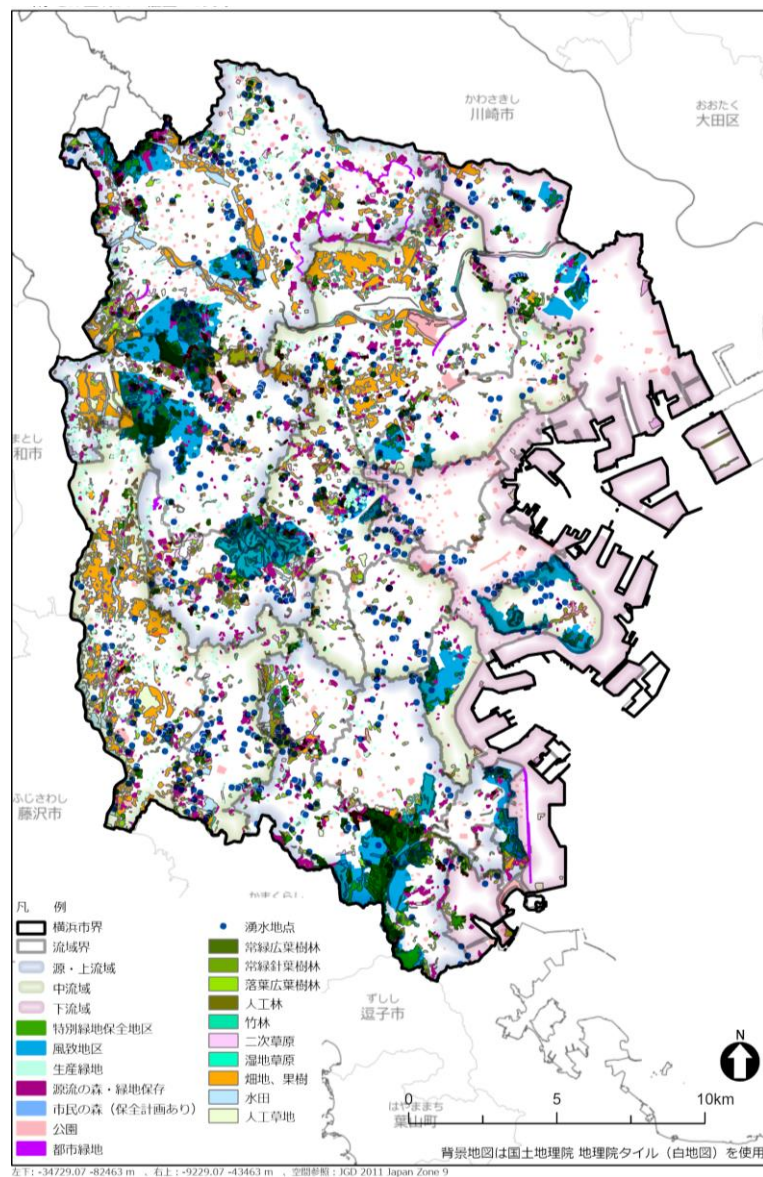 かわさきし
川崎市
おおたく
大田区
まとし
和市
ふじさわし
藤沢市
かまくらし
ずしし
逗子市
はやままち
葉山町
凡 例
横浜市界
流域界
源・上流域
中流域
下流域
特別緑地保全地区
風致地区
生産緑地
源流の森・緑地保存
市民の森（保全計画あり）
公園
都市緑地
湧水地点
常緑広葉樹林
常緑針葉樹林
落葉広葉樹林
人工林
竹林
二次草原
湿地草原
畑地、果樹
水田
人工草地
N
0 5 10km
背景地図は国土地理院 地理院タイル（白地図）を使用
左下: -34729.07 -82463 m ，右上：-9229.07 -43463 m ，空間参照：JGD 2011 Japan Zone 9